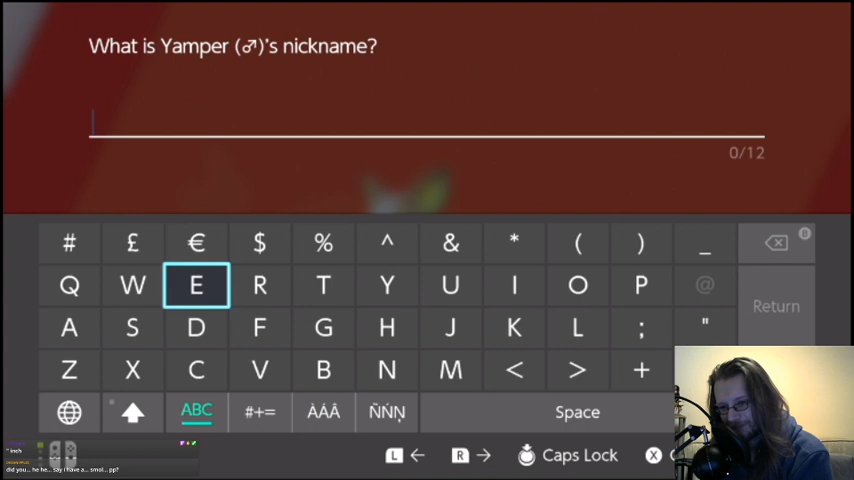 What is Yamper (♂)'s nickname?
0/12
# £ € $ % ^ & * ( ) _
Q W E R T Y U I O P @ Return
A S D F G H J K L ; "
Z X C V B N M < > +
ABC #+= ÀÁÂ ÑŃŅ Space
L ← R → Caps Lock X
" inch
did you... he he... say i have a... smol... pp?